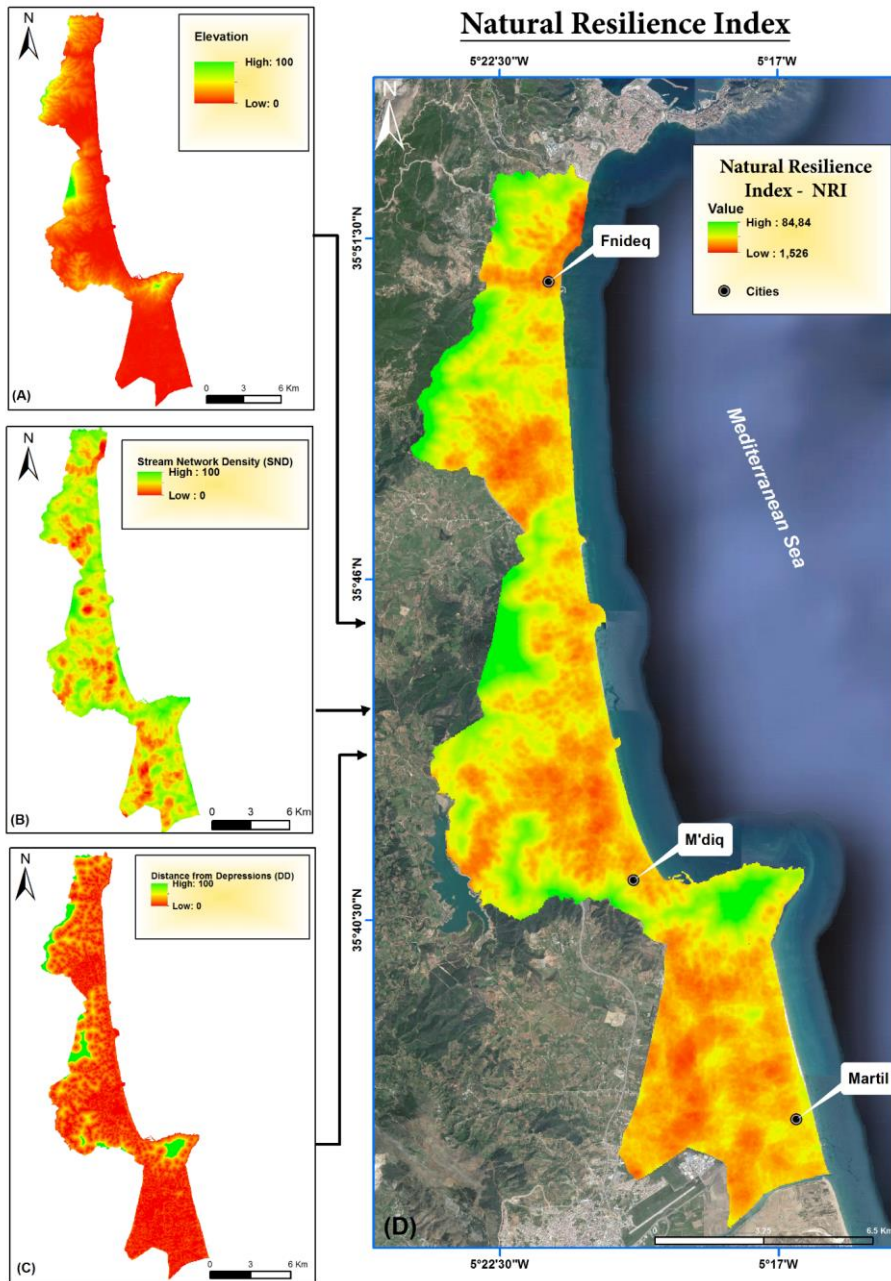 Natural Resilience Index
N
Elevation
High: 100
Low: 0
0 3 6 Km
(A)
N
Stream Network Density (SND)
High : 100
Low : 0
0 3 6 Km
(B)
N
Distance from Depressions (DD)
High: 100
Low: 0
0 3 6 Km
(C)
5°22'30"W 5°17'W
N
Natural Resilience
Index - NRI
Value
High : 84,84
Low : 1,526
Cities
35°51'30"N
Fnideq
Mediterranean Sea
35°46'N
M'diq
35°40'30"N
Martil
(D)
0 3.25 6.5 Km
5°22'30"W 5°17'W